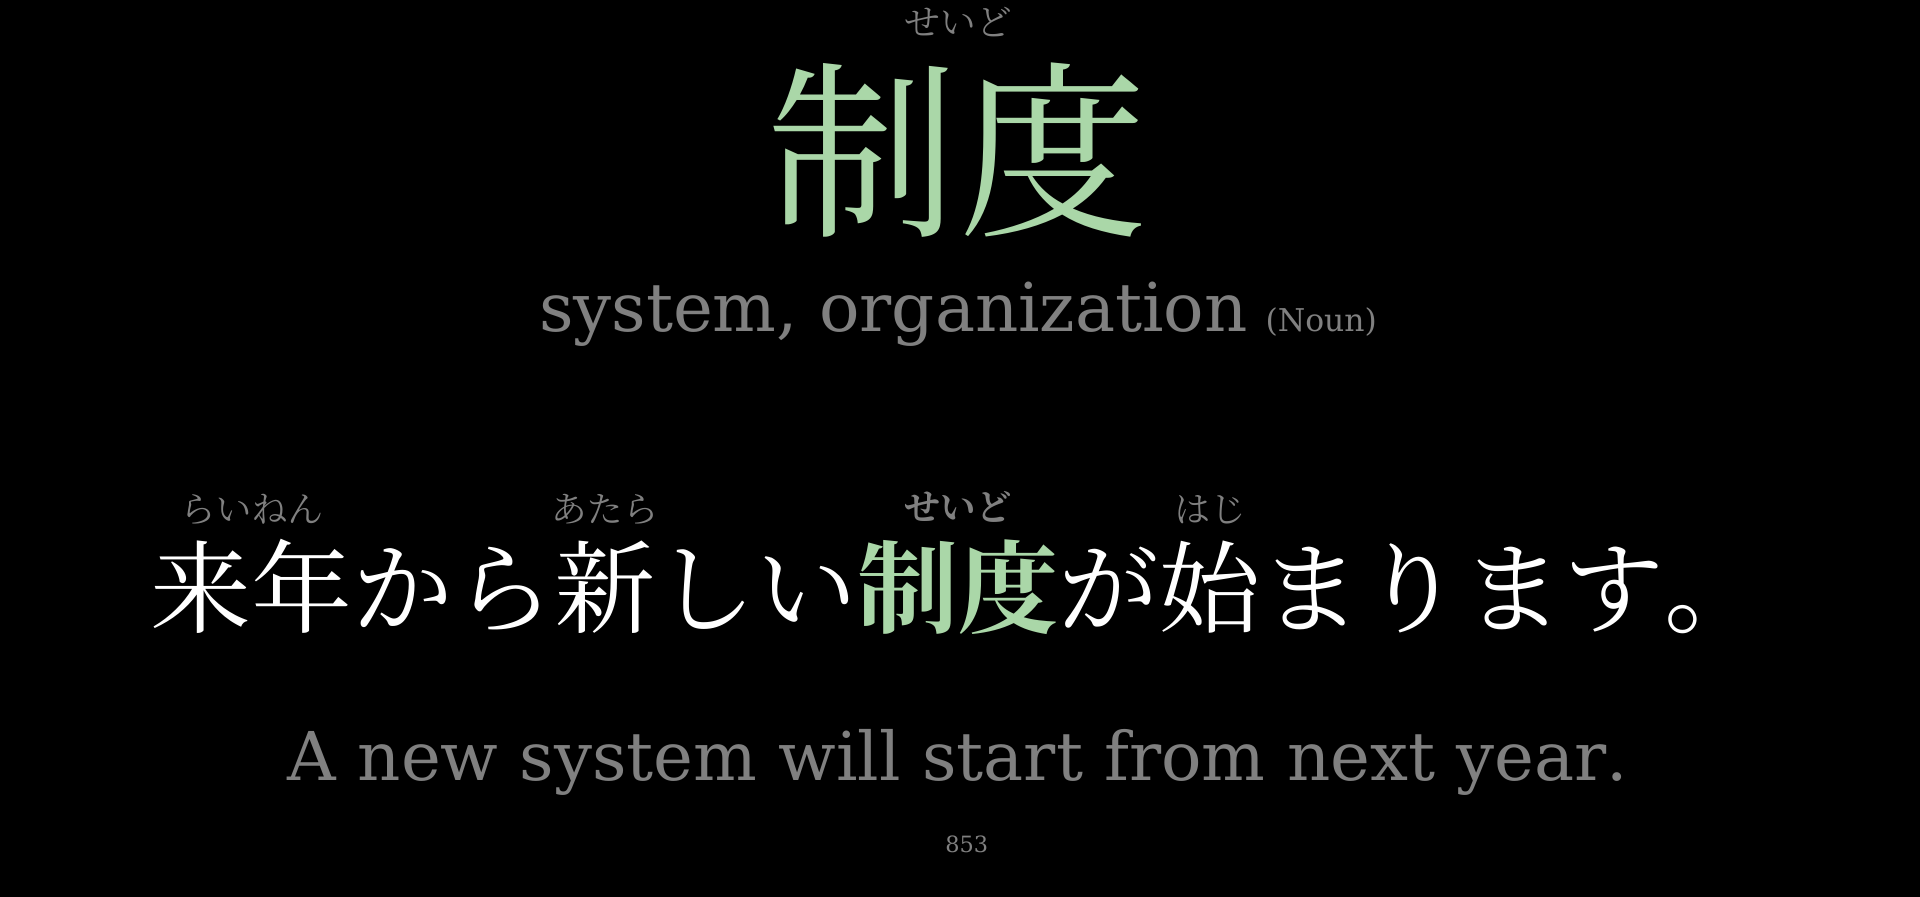 せいど
制度
system, organization (Noun)
らいねん あたら せいど はじ
来年から新しい制度が始まります。
A new system will start from next year.
853